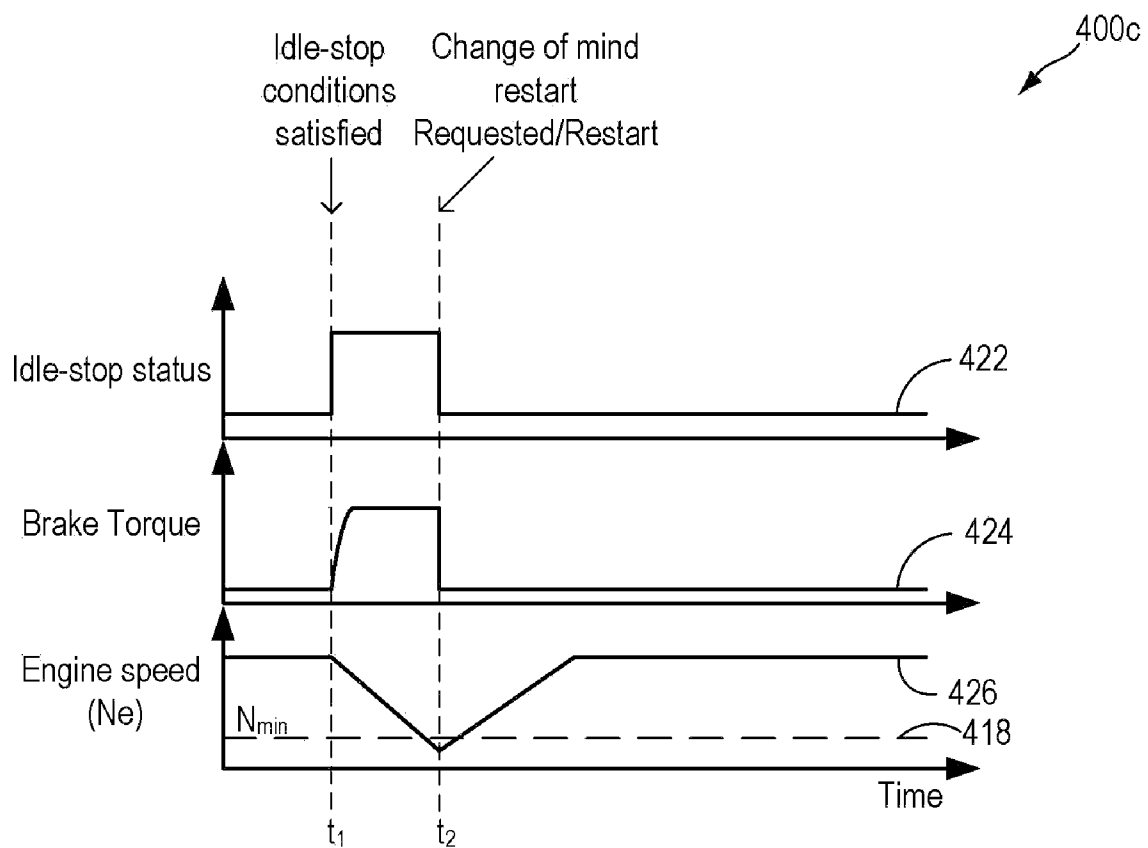 400c
Idle-stop
conditions
satisfied
Change of mind
restart
Requested/Restart
Idle-stop status
422
Brake Torque
424
Engine speed
(Ne)
426
Nmin
418
Time
t1
t2